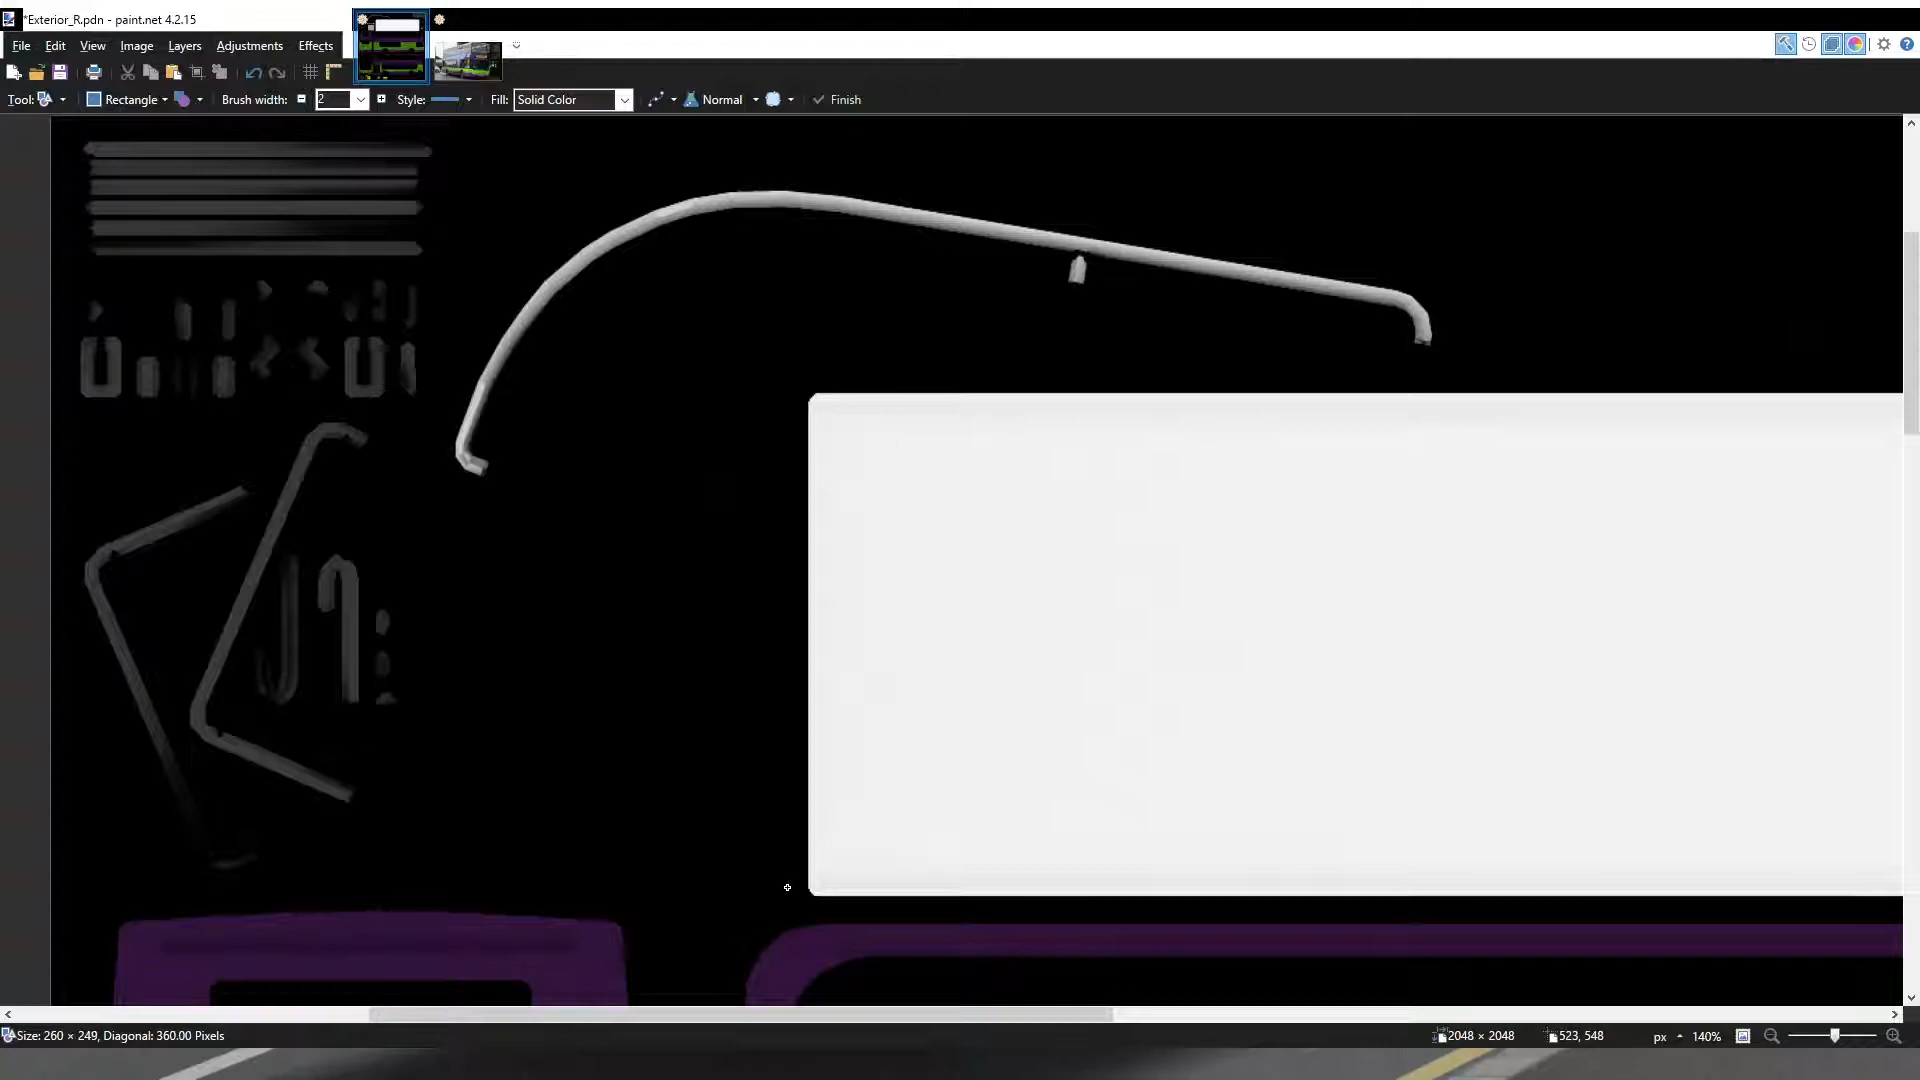 *Exterior_R.pdn - paint.net 4.2.15
File Edit View Image Layers Adjustments Effects
Tool: Rectangle Brush width: 2 Style: Fill: Solid Color Normal Finish
Size: 260 × 249, Diagonal: 360.00 Pixels 2048 × 2048 523, 548 px 140%